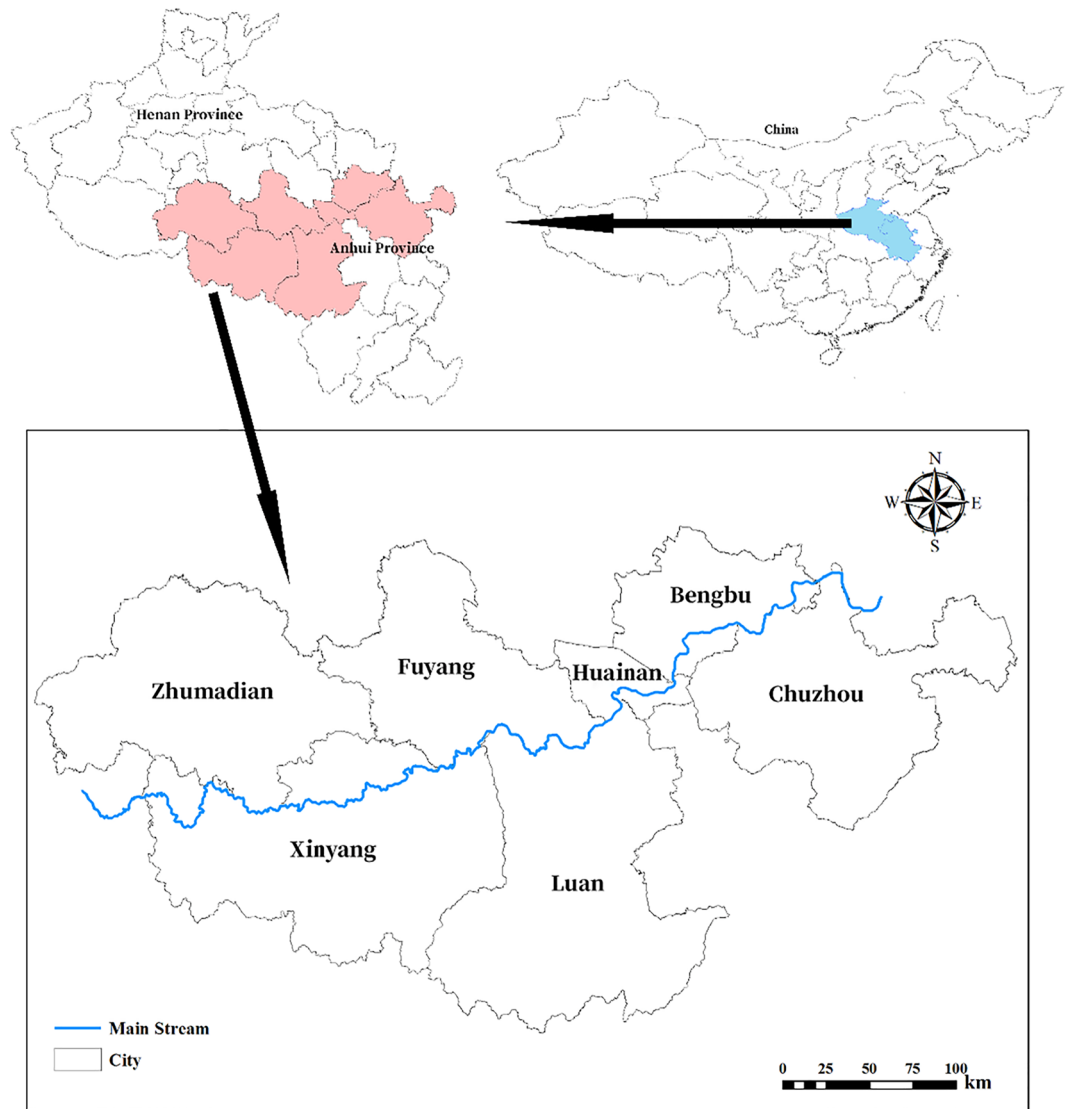 Henan Province
China
Anhui Province
N
W
E
S
Bengbu
Fuyang
Huainan
Zhumadian
Chuzhou
Xinyang
Luan
Main Stream
City
0 25 50 75 100
km